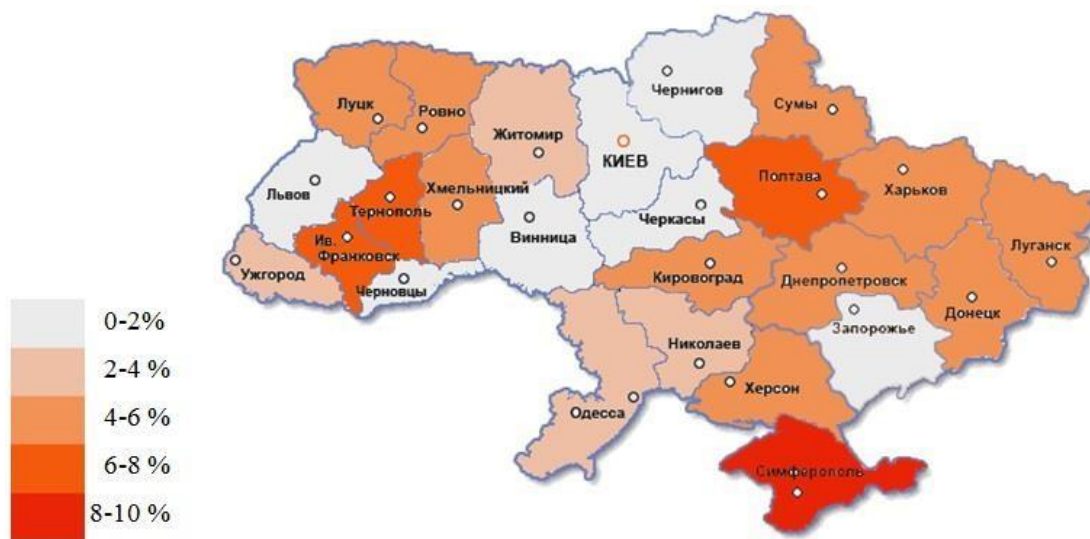 Чернигов
Сумы
Луцк
Ровно
Житомир
КИЕВ
Полтава
Харьков
Львов
Тернополь
Хмельницкий
Черкасы
Винница
Луганск
Ив.
Франковск
Ужгород
Черновцы
Кировоград
Днепропетровск
Донецк
Запорожье
Николаев
Херсон
Одесса
Симферополь
0-2%
2-4 %
4-6 %
6-8 %
8-10 %